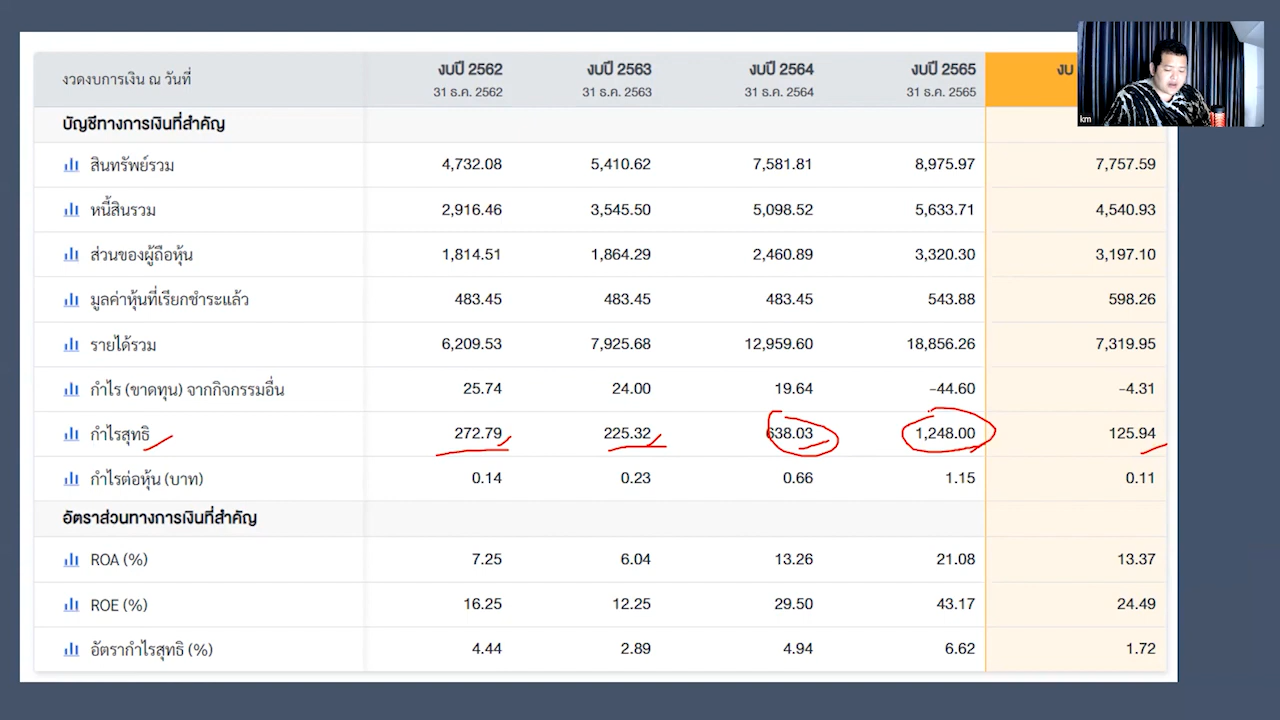 งวดงบการเงิน ณ วันที่ งบปี 2562 งบปี 2563 งบปี 2564 งบปี 2565 งบ
31 ธ.ค. 2562 31 ธ.ค. 2563 31 ธ.ค. 2564 31 ธ.ค. 2565
km
บัญชีทางการเงินที่สำคัญ
สินทรัพย์รวม 4,732.08 5,410.62 7,581.81 8,975.97 7,757.59
หนี้สินรวม 2,916.46 3,545.50 5,098.52 5,633.71 4,540.93
ส่วนของผู้ถือหุ้น 1,814.51 1,864.29 2,460.89 3,320.30 3,197.10
มูลค่าหุ้นที่เรียกชำระแล้ว 483.45 483.45 483.45 543.88 598.26
รายได้รวม 6,209.53 7,925.68 12,959.60 18,856.26 7,319.95
กำไร (ขาดทุน) จากกิจกรรมอื่น 25.74 24.00 19.64 -44.60 -4.31
กำไรสุทธิ 272.79 225.32 638.03 1,248.00 125.94
กำไรต่อหุ้น (บาท) 0.14 0.23 0.66 1.15 0.11
อัตราส่วนทางการเงินที่สำคัญ
ROA (%) 7.25 6.04 13.26 21.08 13.37
ROE (%) 16.25 12.25 29.50 43.17 24.49
อัตรากำไรสุทธิ (%) 4.44 2.89 4.94 6.62 1.72